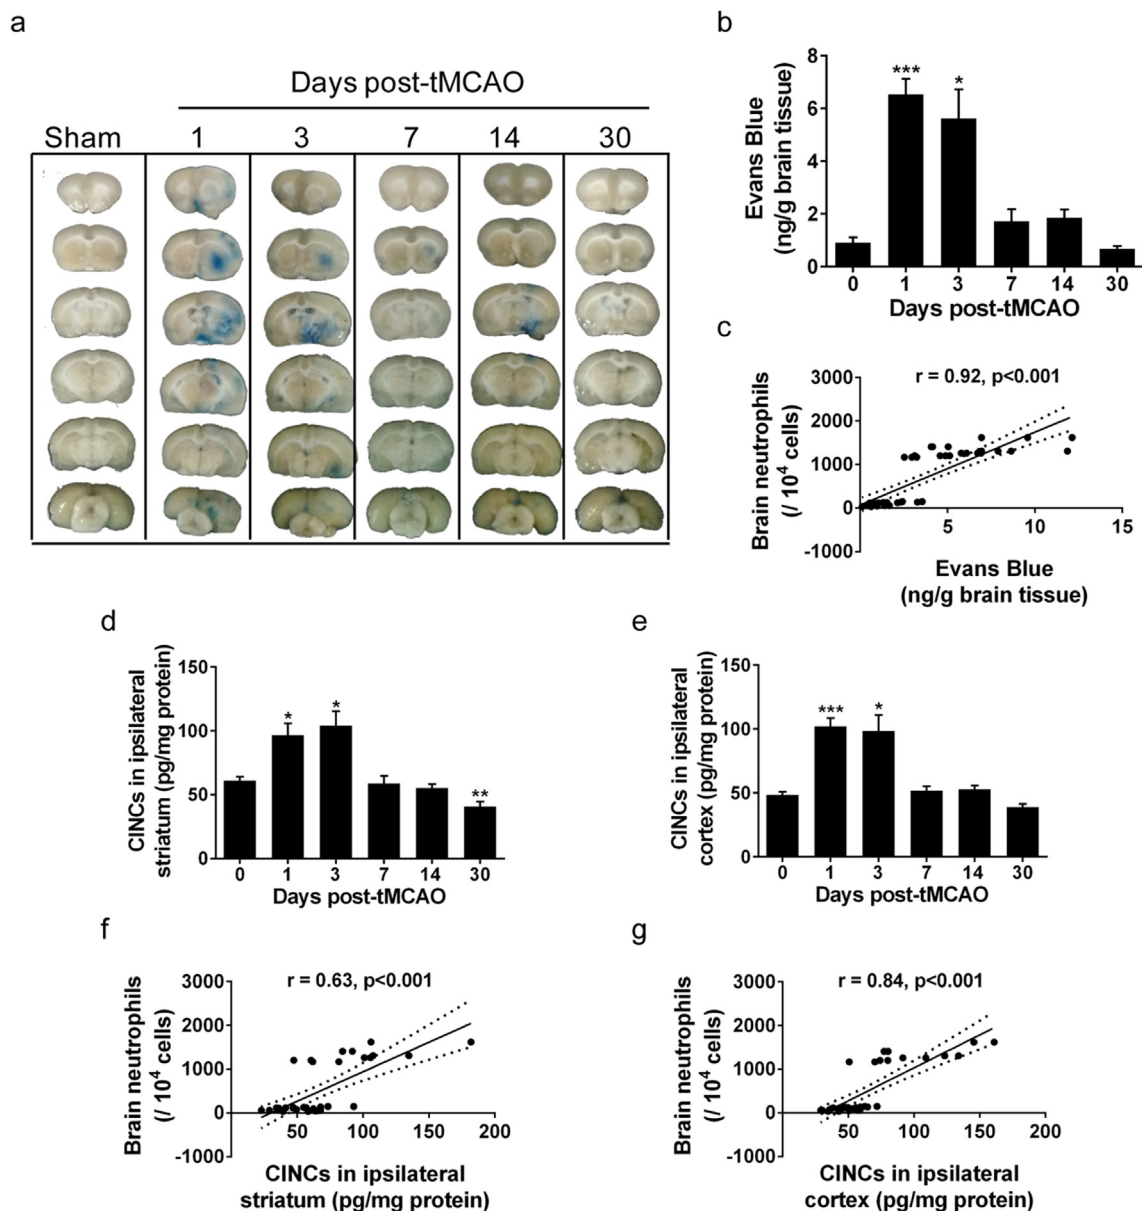 a
Days post-tMCAO
Sham 1 3 7 14 30
b
Evans Blue
(ng/g brain tissue)
8
6
4
2
0
***
*
0 1 3 7 14 30
Days post-tMCAO
c
r = 0.92, p<0.001
Brain neutrophils
(/ 10⁴ cells)
3000
2000
1000
0
-1000
5 10 15
Evans Blue
(ng/g brain tissue)
d
CINCs in ipsilateral
striatum (pg/mg protein)
150
100
50
0
*
*
**
0 1 3 7 14 30
Days post-tMCAO
e
CINCs in ipsilateral
cortex (pg/mg protein)
150
100
50
0
***
*
0 1 3 7 14 30
Days post-tMCAO
f
r = 0.63, p<0.001
Brain neutrophils
(/ 10⁴ cells)
3000
2000
1000
0
-1000
50 100 150 200
CINCs in ipsilateral
striatum (pg/mg protein)
g
r = 0.84, p<0.001
Brain neutrophils
(/ 10⁴ cells)
3000
2000
1000
0
-1000
50 100 150 200
CINCs in ipsilateral
cortex (pg/mg protein)